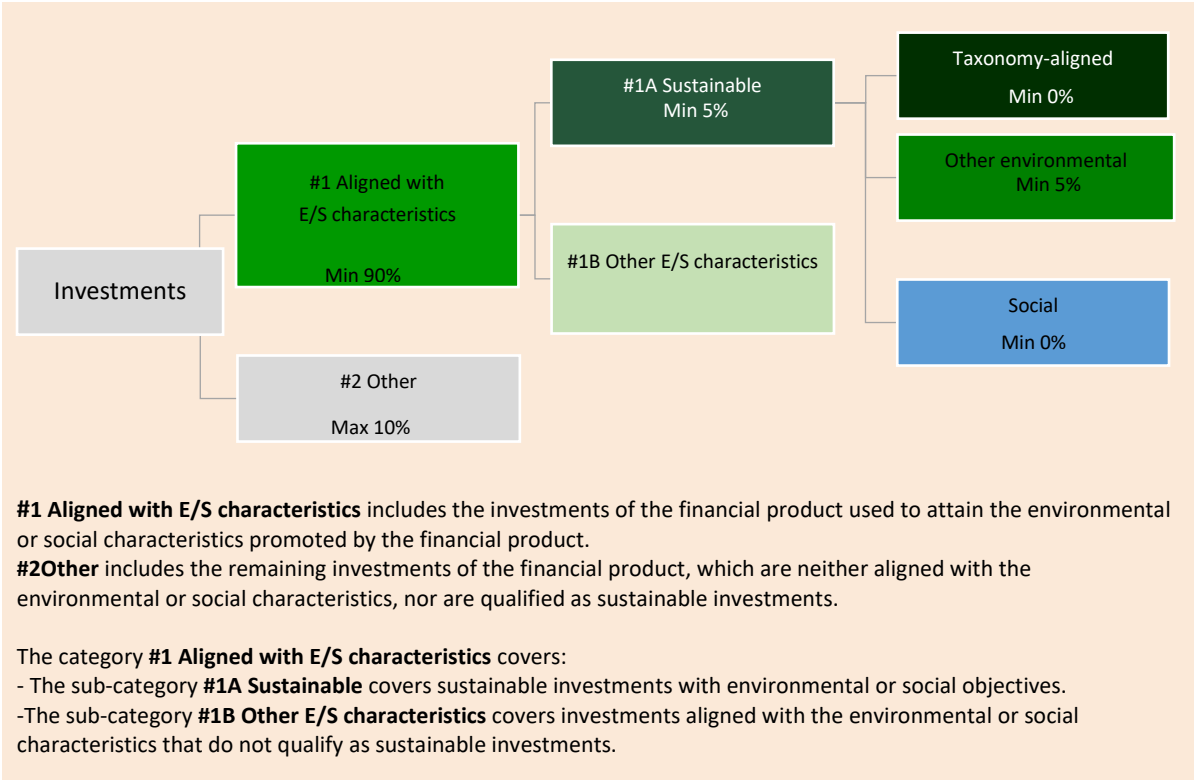 Investments
#1 Aligned with
E/S characteristics
Min 90%
#2 Other
Max 10%
#1A Sustainable
Min 5%
#1B Other E/S characteristics
Taxonomy-aligned
Min 0%
Other environmental
Min 5%
Social
Min 0%
#1 Aligned with E/S characteristics includes the investments of the financial product used to attain the environmental
or social characteristics promoted by the financial product.
#2Other includes the remaining investments of the financial product, which are neither aligned with the
environmental or social characteristics, nor are qualified as sustainable investments.
The category #1 Aligned with E/S characteristics covers:
- The sub-category #1A Sustainable covers sustainable investments with environmental or social objectives.
-The sub-category #1B Other E/S characteristics covers investments aligned with the environmental or social
characteristics that do not qualify as sustainable investments.